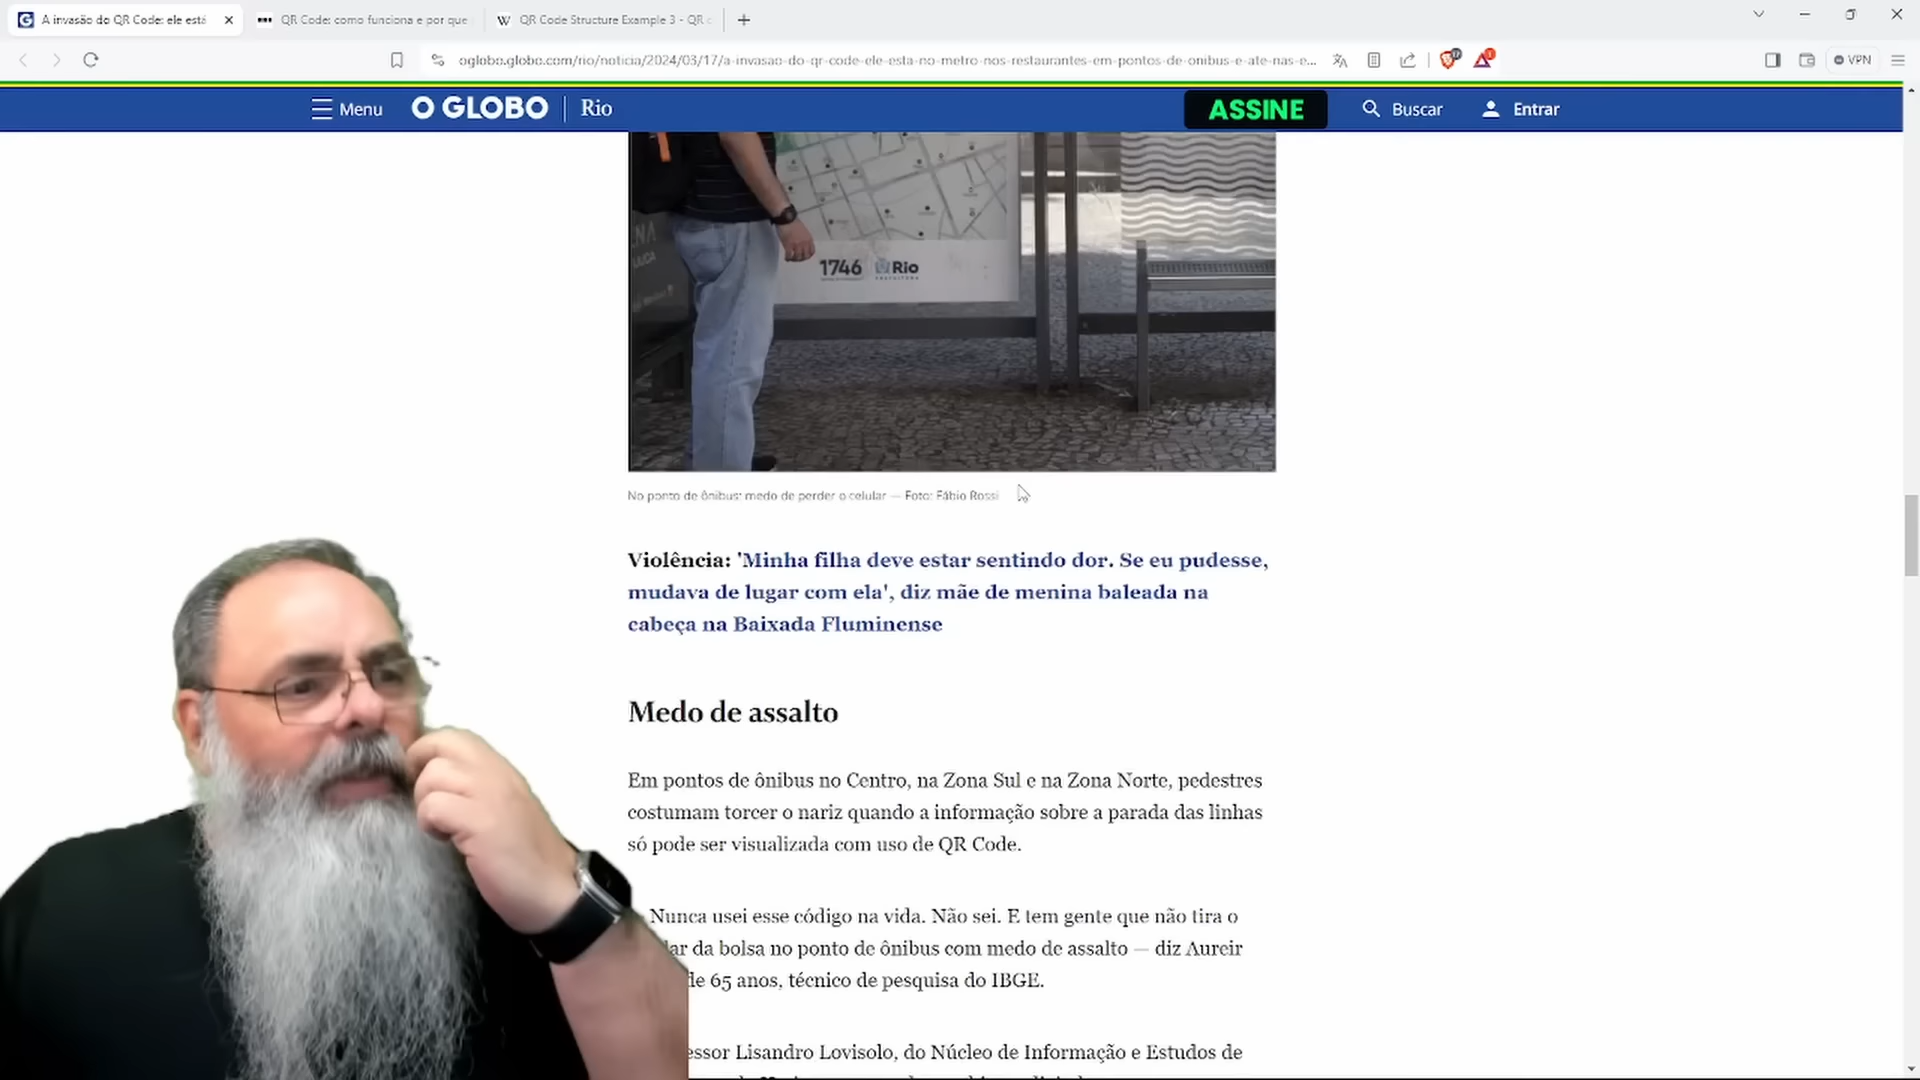 A invasão do QR Code: ele está
QR Code: como funciona e por que
QR Code Structure Example 3 - QR c
oglobo.globo.com/rio/noticia/2024/03/17/a-invasao-do-qr-code-ele-esta-no-metro-nos-restaurantes-em-pontos-de-onibus-e-ate-nas-e...
VPN
Menu
O GLOBO
Rio
ASSINE
Buscar
Entrar
1746
Rio
PREFEITURA
No ponto de ônibus: medo de perder o celular — Foto: Fábio Rossi
Violência: 'Minha filha deve estar sentindo dor. Se eu pudesse,
mudava de lugar com ela', diz mãe de menina baleada na
cabeça na Baixada Fluminense
Medo de assalto
Em pontos de ônibus no Centro, na Zona Sul e na Zona Norte, pedestres
costumam torcer o nariz quando a informação sobre a parada das linhas
só pode ser visualizada com uso de QR Code.
Nunca usei esse código na vida. Não sei. E tem gente que não tira o
lar da bolsa no ponto de ônibus com medo de assalto — diz Aureir
de 65 anos, técnico de pesquisa do IBGE.
essor Lisandro Lovisolo, do Núcleo de Informação e Estudos de